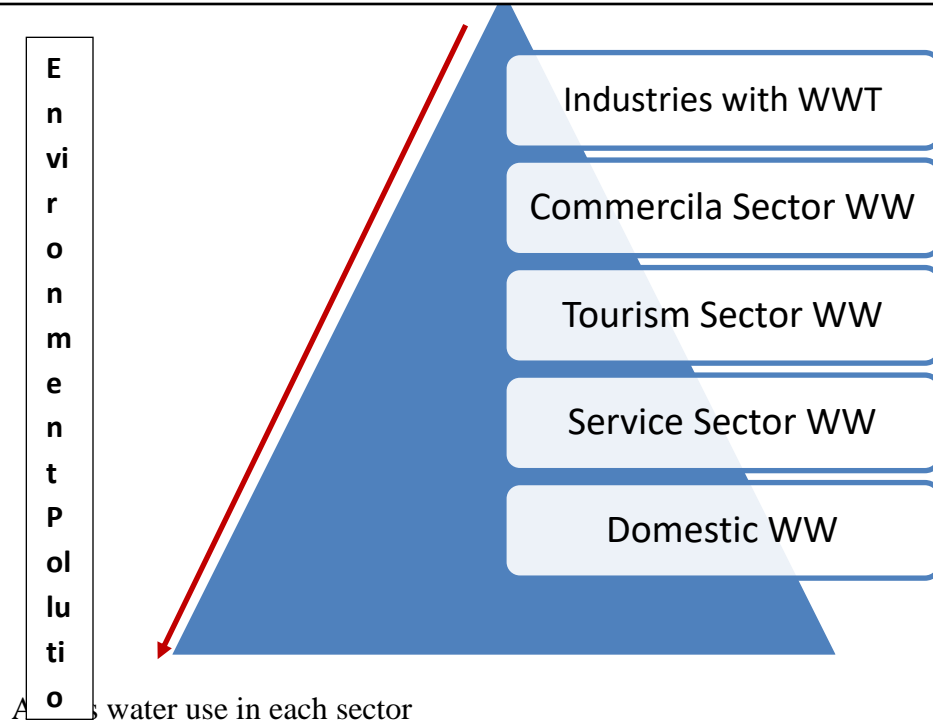 E
n
vi
r
o
n
m
e
n
t
P
ol
lu
ti
o
Industries with WWT
Commercila Sector WW
Tourism Sector WW
Service Sector WW
Domestic WW
water use in each sector